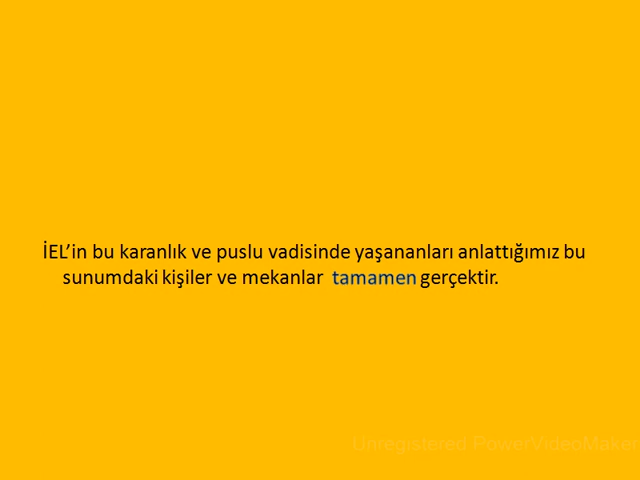 İEL’in bu karanlık ve puslu vadisinde yaşananları anlattığımız bu
sunumdaki kişiler ve mekanlar tamamen gerçektir.
Unregistered PowerVideoMaker